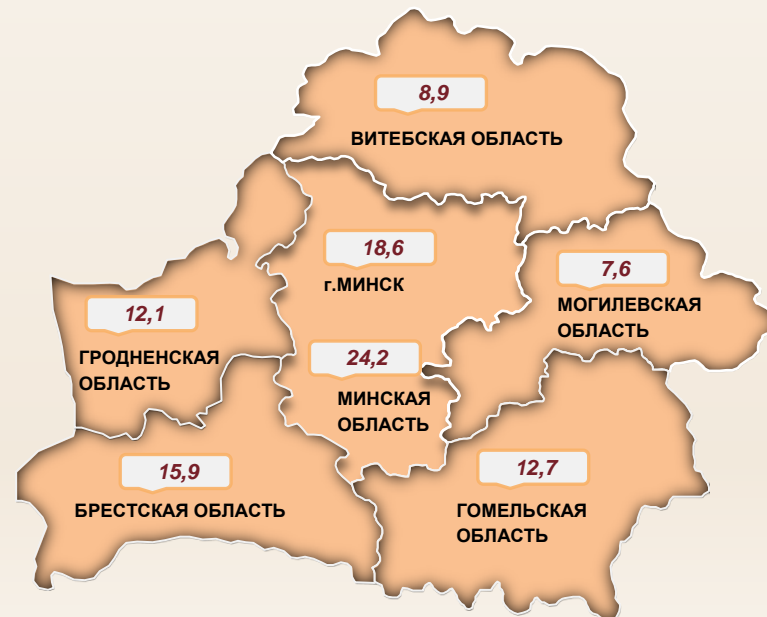 8,9
ВИТЕБСКАЯ ОБЛАСТЬ
18,6
г.МИНСК
7,6
МОГИЛЕВСКАЯ
ОБЛАСТЬ
12,1
ГРОДНЕНСКАЯ
ОБЛАСТЬ
24,2
МИНСКАЯ
ОБЛАСТЬ
15,9
БРЕСТСКАЯ ОБЛАСТЬ
12,7
ГОМЕЛЬСКАЯ
ОБЛАСТЬ